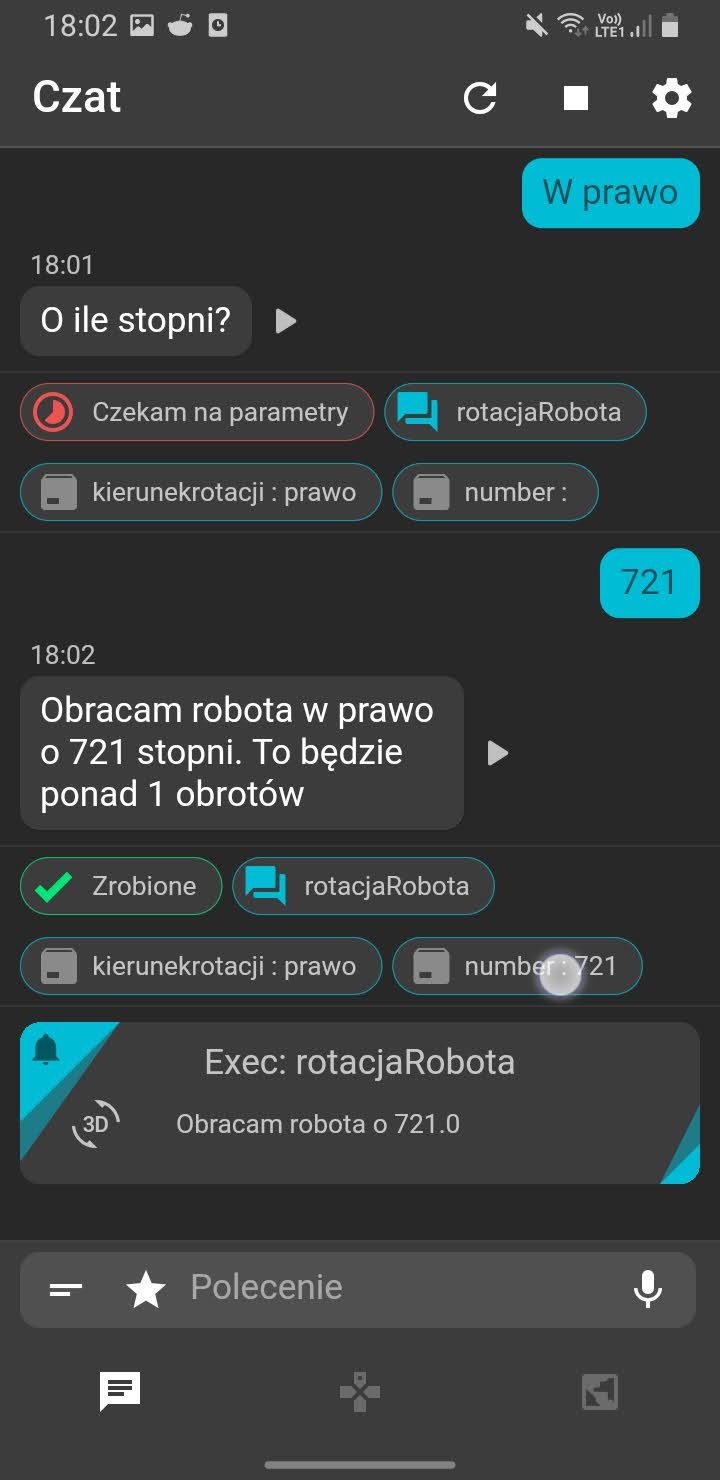 18:02
Vo)) LTE1
Czat
W prawo
18:01
O ile stopni?
Czekam na parametry
rotacjaRobota
kierunekrotacji : prawo
number :
721
18:02
Obracam robota w prawo
o 721 stopni. To będzie
ponad 1 obrotów
Zrobione
rotacjaRobota
kierunekrotacji : prawo
number : 721
Exec: rotacjaRobota
3D
Obracam robota o 721.0
Polecenie